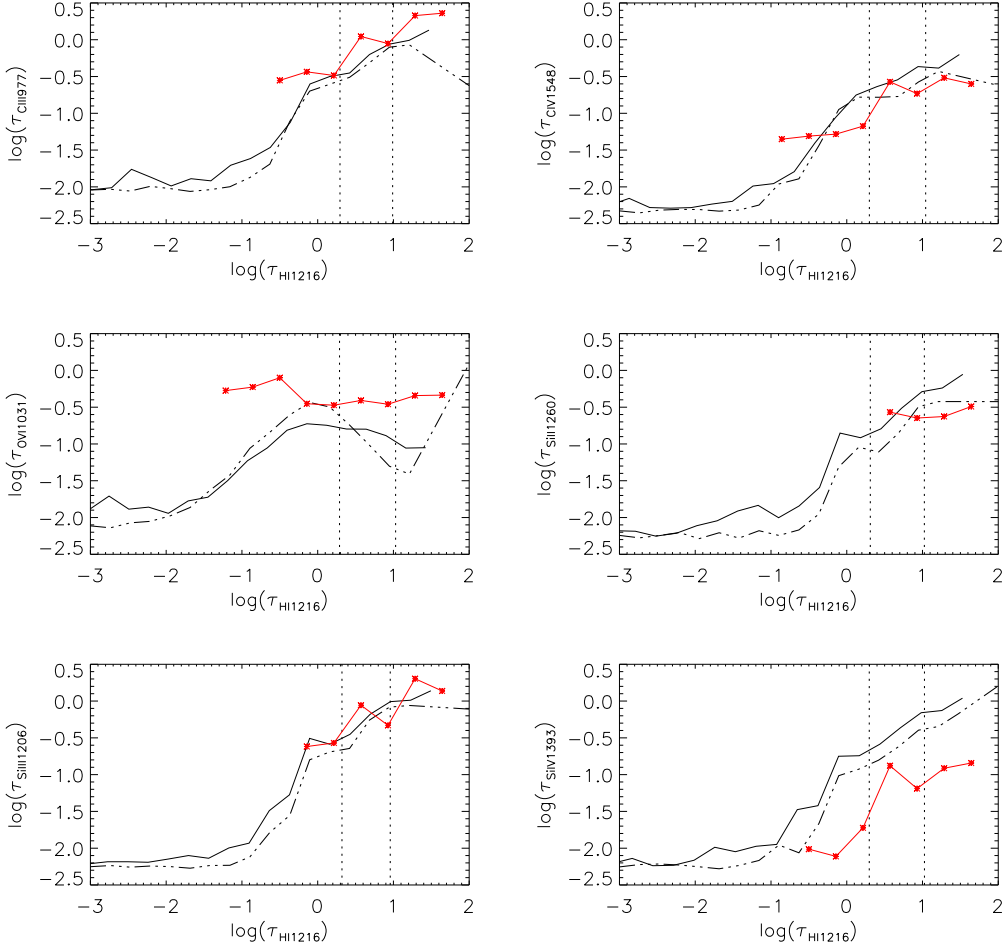 0.5 0.5
0.0 0.0
−0.5 −0.5
−1.0 −1.0
−1.5 −1.5
−2.0 −2.0
−2.5 −2.5
log(τCIII977) log(τCIV1548)
−3 −2 −1 0 1 2 −3 −2 −1 0 1 2
log(τHI1216) log(τHI1216)
0.5 0.5
0.0 0.0
−0.5 −0.5
−1.0 −1.0
−1.5 −1.5
−2.0 −2.0
−2.5 −2.5
log(τOVI1031) log(τSiII1260)
−3 −2 −1 0 1 2 −3 −2 −1 0 1 2
log(τHI1216) log(τHI1216)
0.5 0.5
0.0 0.0
−0.5 −0.5
−1.0 −1.0
−1.5 −1.5
−2.0 −2.0
−2.5 −2.5
log(τSiIII1206) log(τSiIV1393)
−3 −2 −1 0 1 2 −3 −2 −1 0 1 2
log(τHI1216) log(τHI1216)